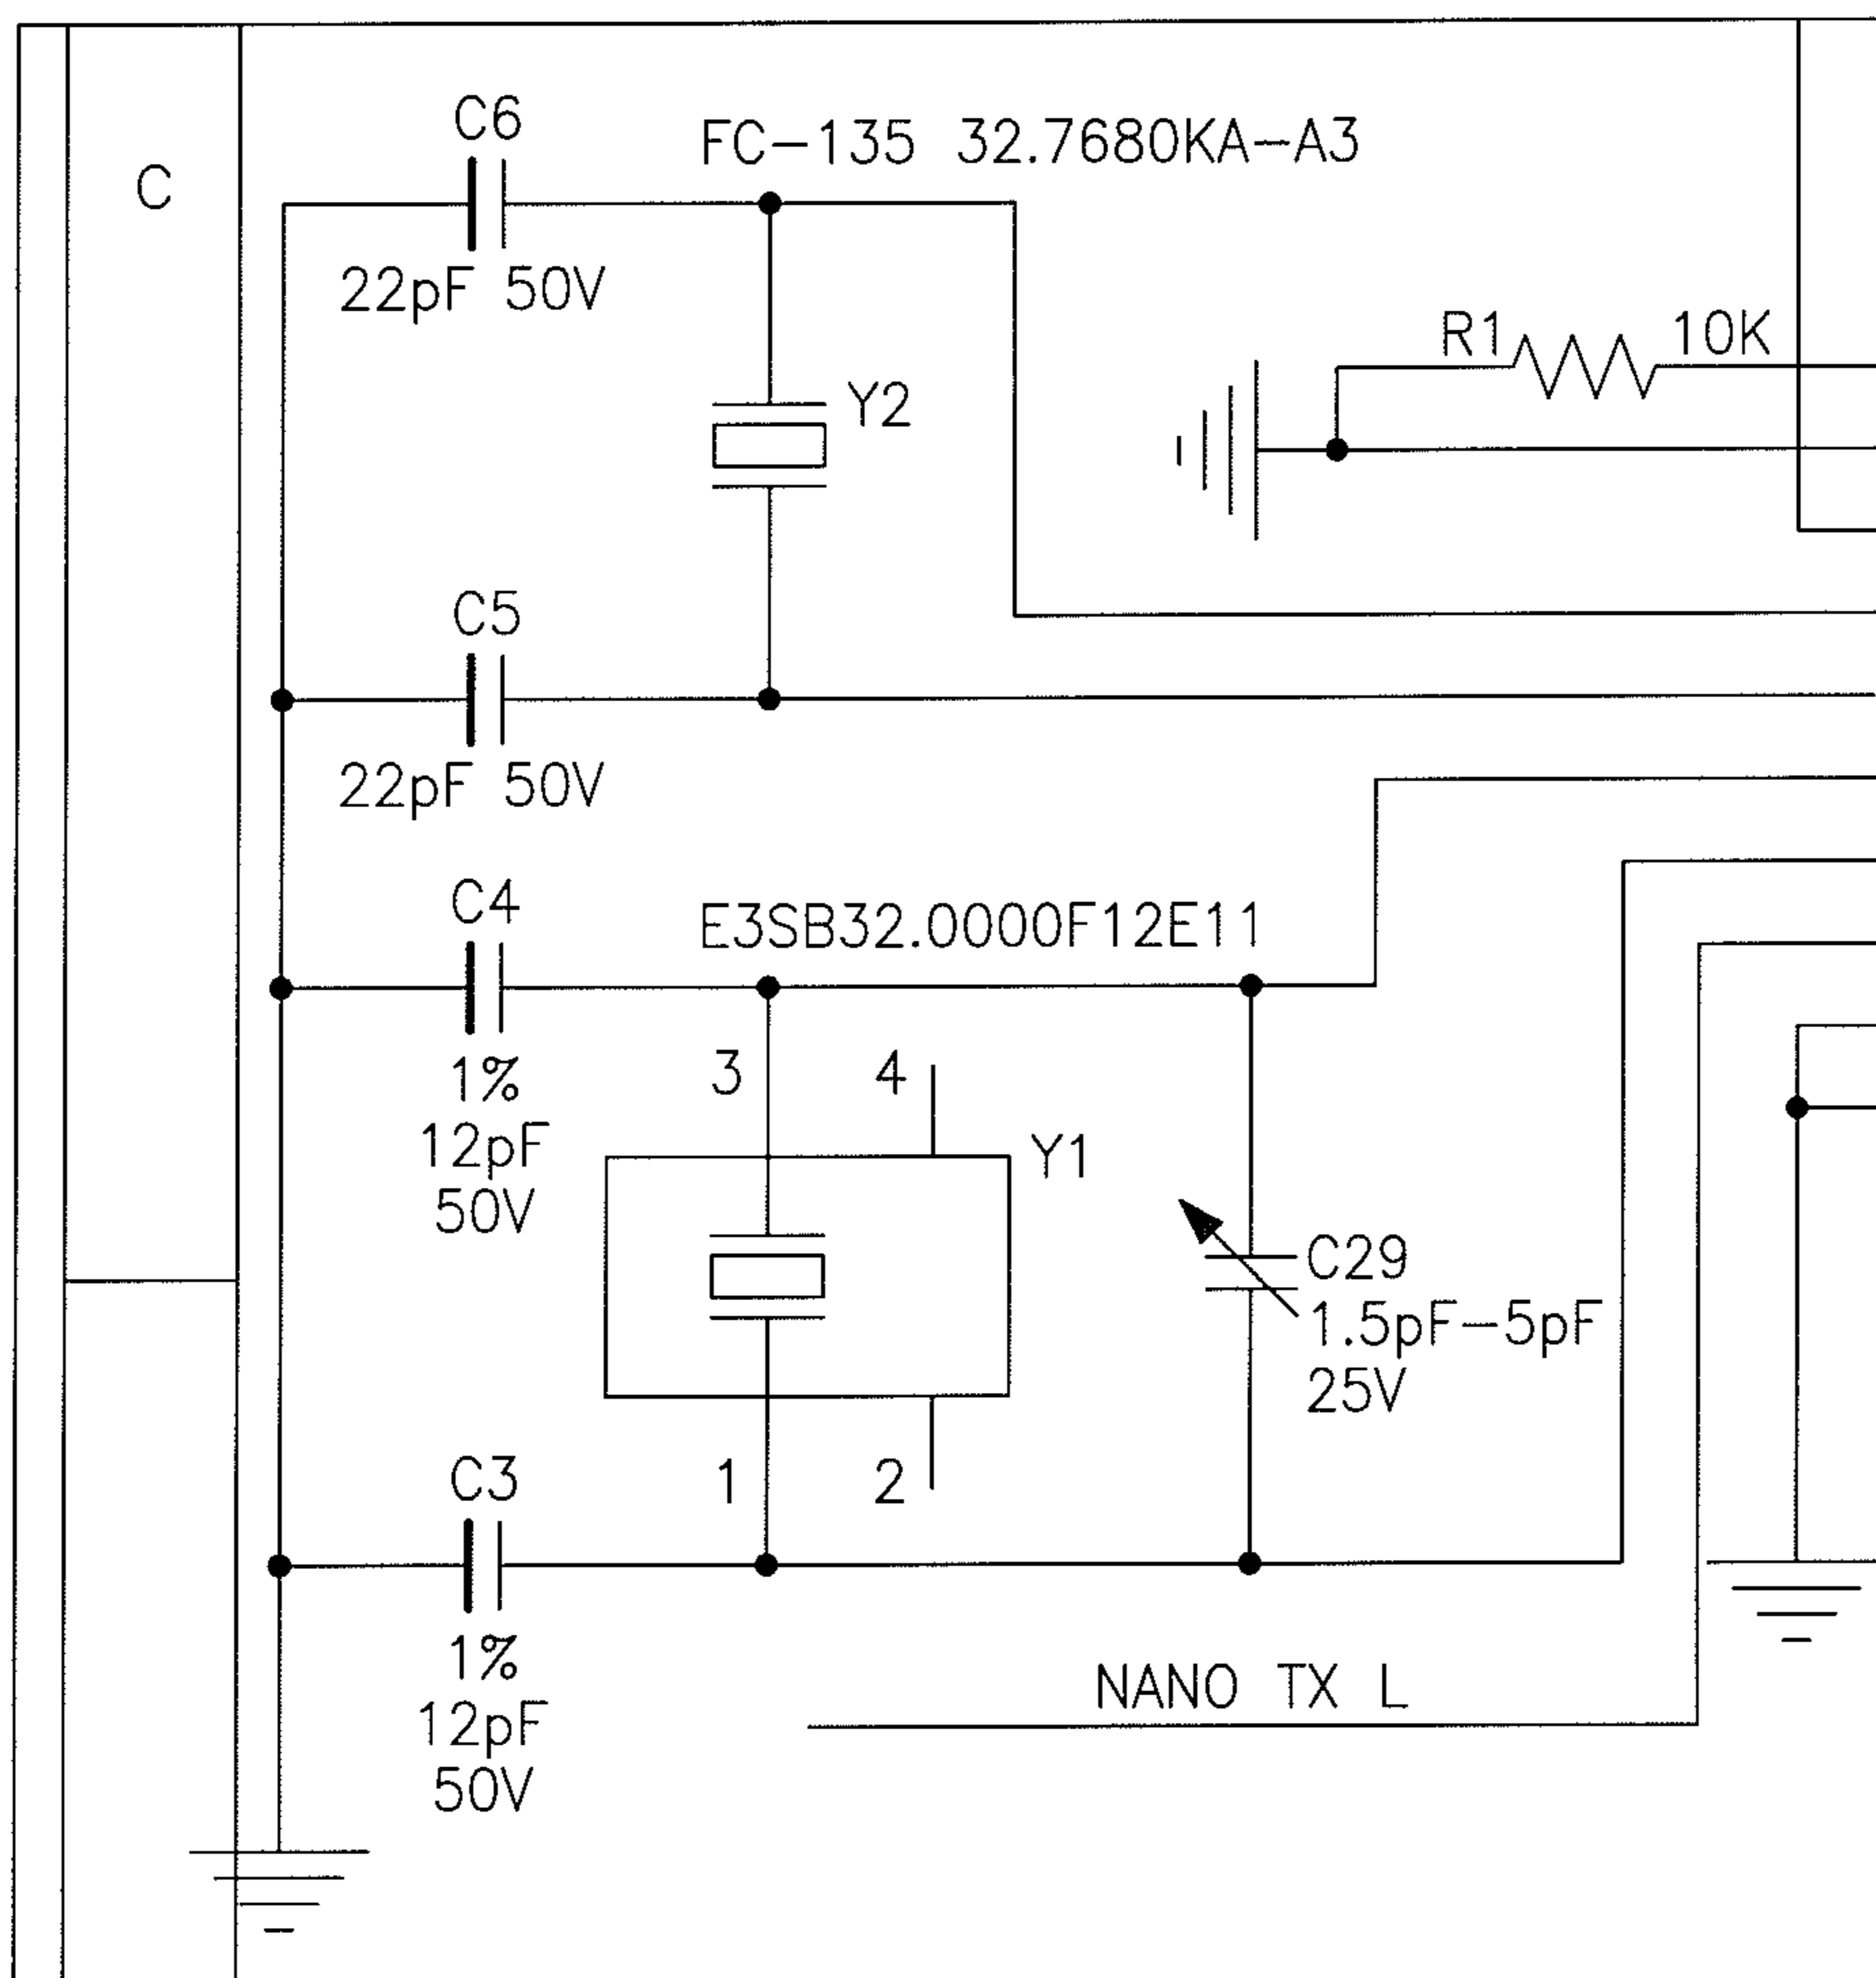 C6
FC-135 32.7680KA-A3
C
22pF 50V
R1
10K
Y2
C5
22pF 50V
C4
E3SB32.0000F12E11
1%
12pF
50V
3
4
Y1
C29
1.5pF-5pF
25V
C3
1
2
1%
12pF
50V
NANO TX L